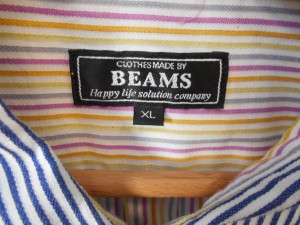 CLOTHES MADE BY
BEAMS
Happy life solution company
XL